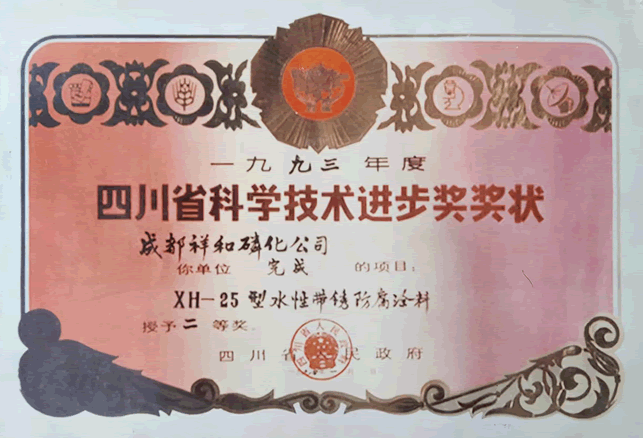 一九九三年度
四川省科学技术进步奖奖状
成都祥和磷化公司
你单位 完成 的项目:
XH-25型水性带锈防腐涂料
授予二等奖.
四川省人民政府